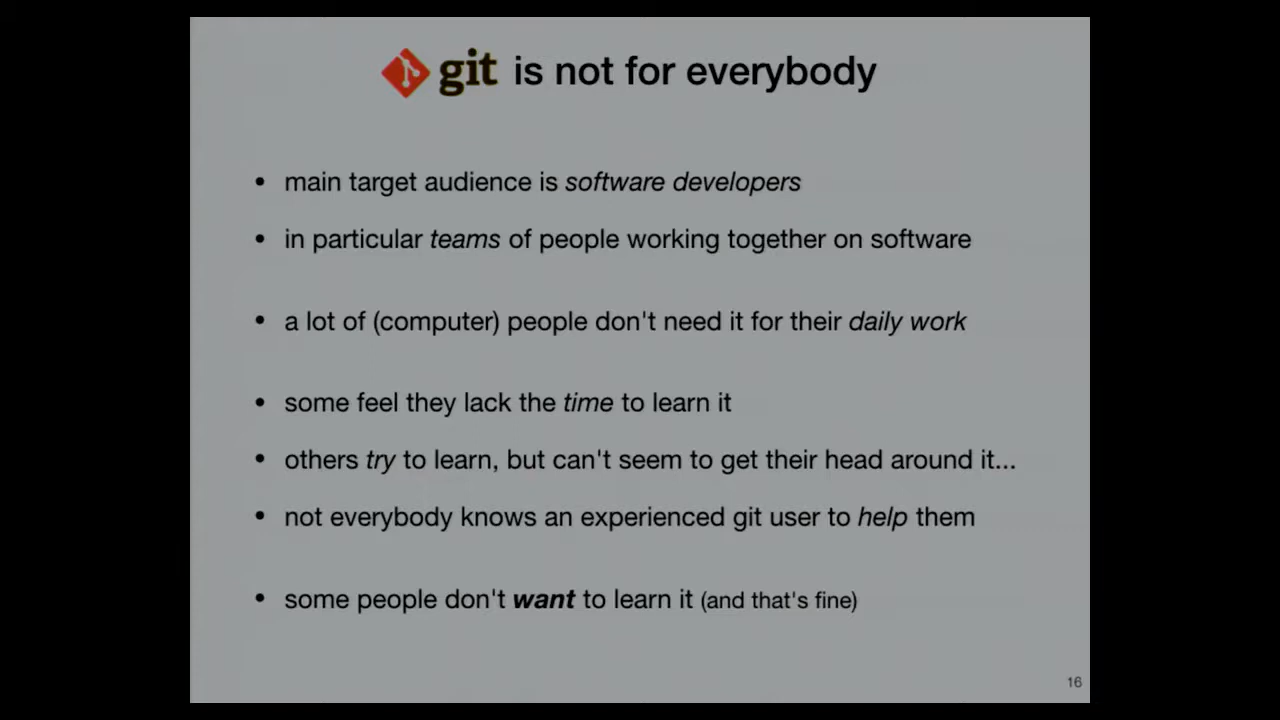 git is not for everybody
• main target audience is software developers
• in particular teams of people working together on software
• a lot of (computer) people don't need it for their daily work
• some feel they lack the time to learn it
• others try to learn, but can't seem to get their head around it...
• not everybody knows an experienced git user to help them
• some people don't want to learn it (and that's fine)
16